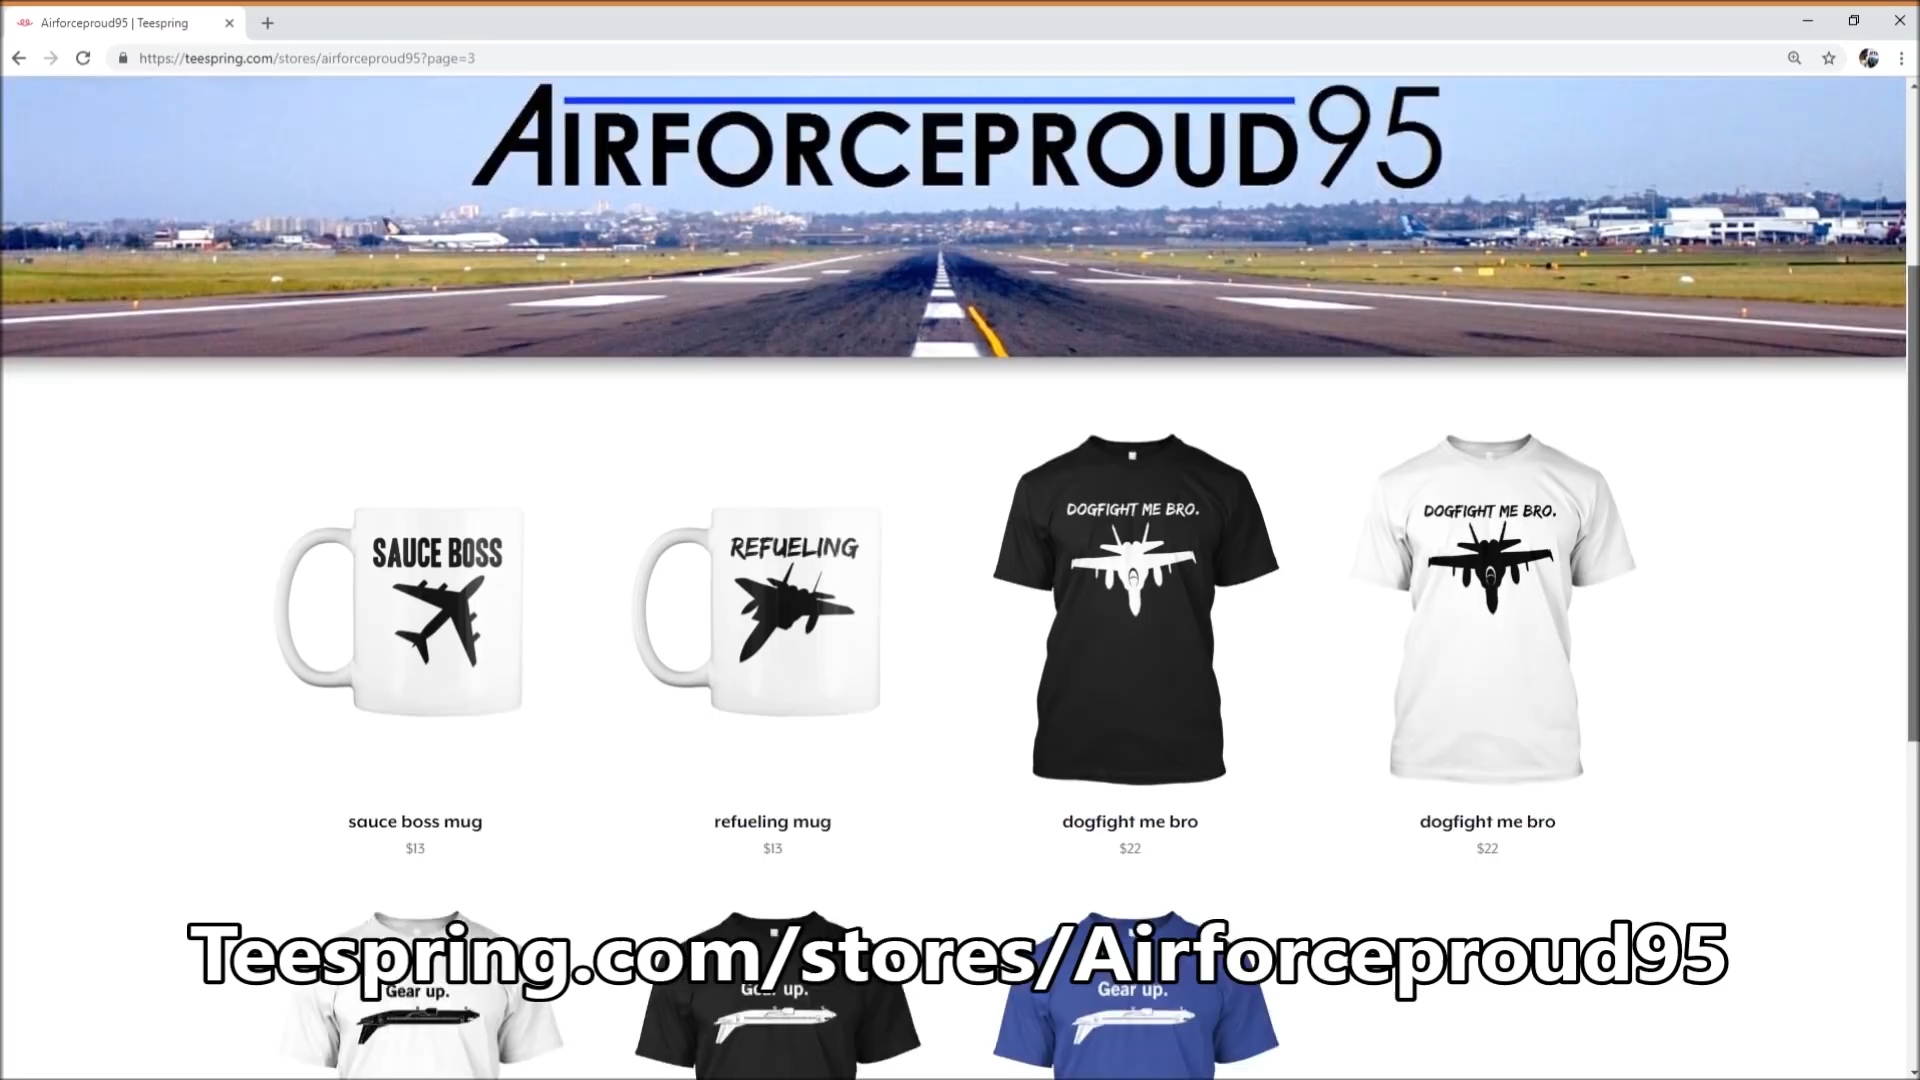 Airforceproud95 | Teespring
https://teespring.com/stores/airforceproud95?page=3
AIRFORCEPROUD95
SAUCE BOSS
REFUELING
DOGFIGHT ME BRO.
DOGFIGHT ME BRO.
sauce boss mug
refueling mug
dogfight me bro
dogfight me bro
$13
$13
$22
$22
Teespring.com/stores/Airforceproud95
Gear up.
Gear up.
Gear up.